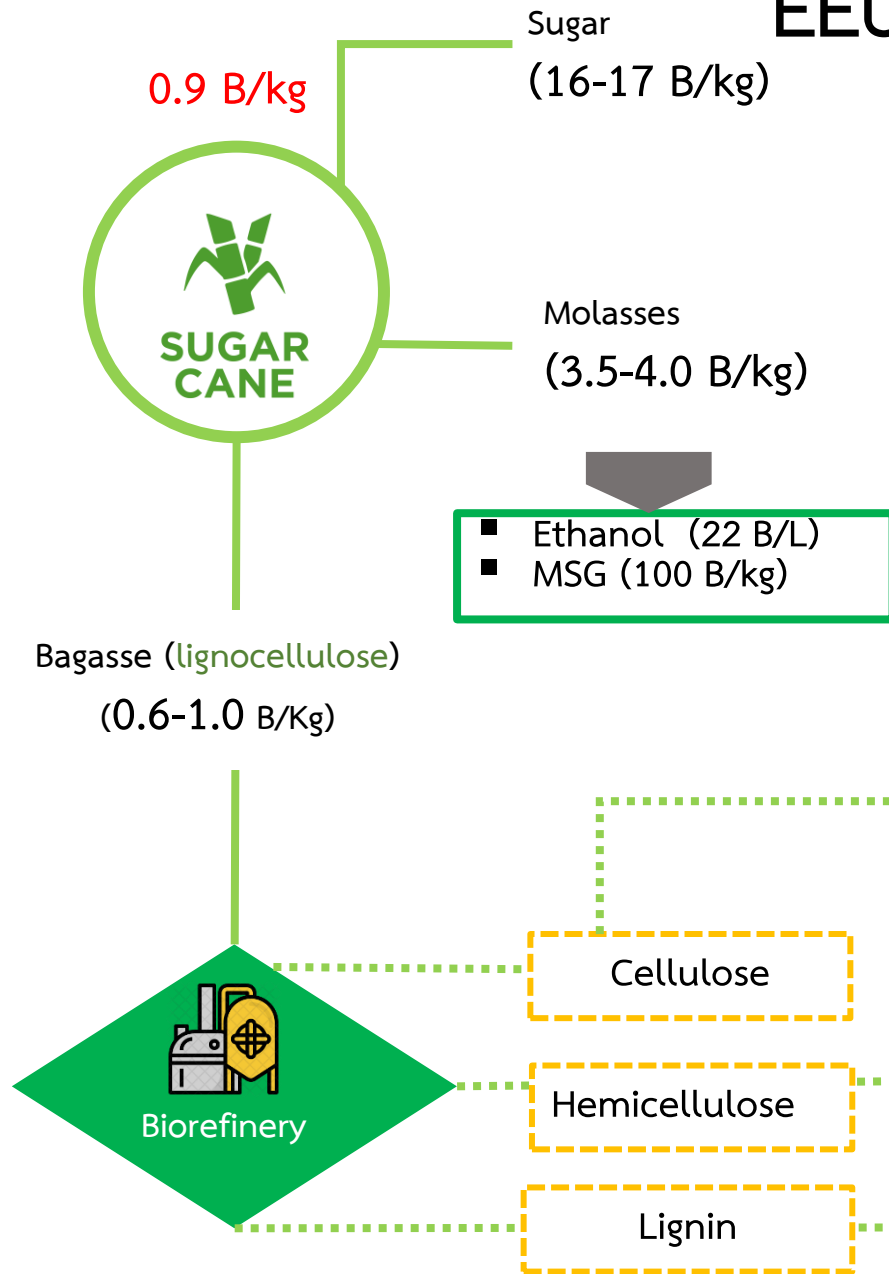 EEC
Sugar
0.9 B/kg
(16-17 B/kg)
SUGAR
CANE
Molasses
(3.5-4.0 B/kg)
■ Ethanol (22 B/L)
■ MSG (100 B/kg)
Bagasse (lignocellulose)
(0.6-1.0 B/Kg)
Cellulose
Biorefinery
Hemicellulose
Lignin